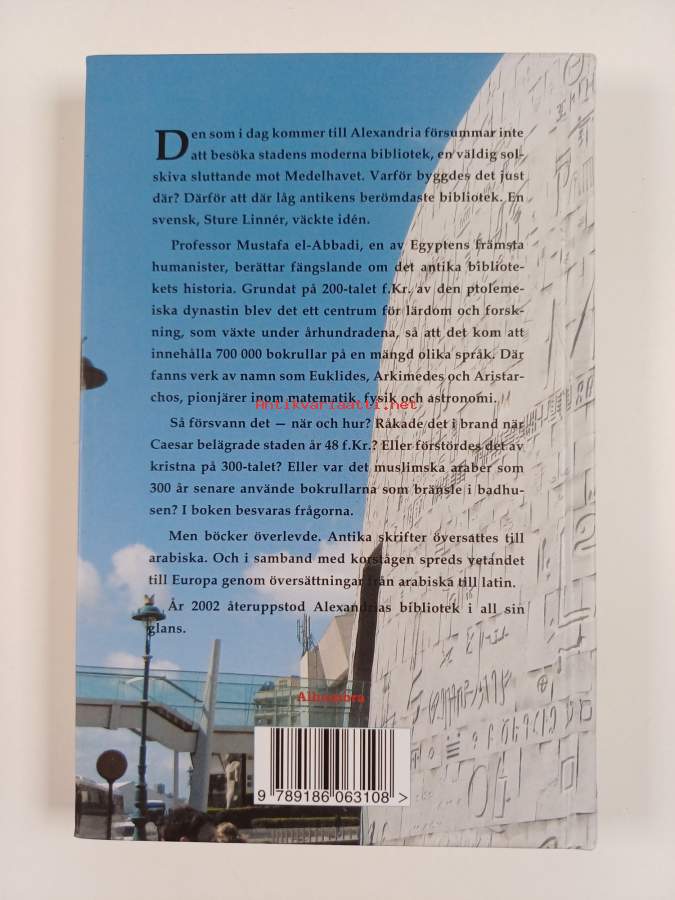 Den som i dag kommer till Alexandria försummar inte
att besöka stadens moderna bibliotek, en väldig sol-
skiva sluttande mot Medelhavet. Varför byggdes det just
där? Därför att där låg antikens berömdaste bibliotek. En
svensk, Sture Linnér, väckte idén.
Professor Mustafa el-Abbadi, en av Egyptens främsta
humanister, berättar fängslande om det antika bibliote-
kets historia. Grundat på 200-talet f.Kr. av den ptoleme-
iska dynastin blev det ett centrum för lärdom och forsk-
ning, som växte under århundradena, så att det kom att
innehålla 700 000 bokrullar på en mängd olika språk. Där
fanns verk av namn som Euklides, Arkimedes och Aristar-
chos, pionjärer inom matematik, fysik och astronomi.
Antikvariaatti.net
Så försvann det — när och hur? Råkade det i brand när
Caesar belägrade staden år 48 f.Kr.? Eller förstördes det av
kristna på 300-talet? Eller var det muslimska araber som
300 år senare använde bokrullarna som bränsle i badhu-
sen? I boken besvaras frågorna.
Men böcker överlevde. Antika skrifter översattes till
arabiska. Och i samband med korstågen spreds vetandet
till Europa genom översättningar från arabiska till latin.
År 2002 återuppstod Alexandrias bibliotek i all sin
glans.
Alhambra
9 789186 063108 >